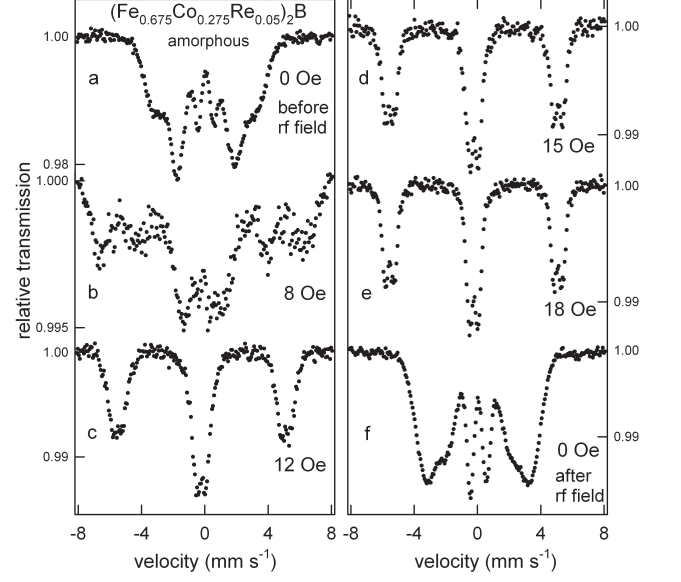 (Fe0.675Co0.275Re0.05)2B
amorphous
1.00
a
0 Oe
before
rf field
0.98
1.000
b
8 Oe
0.995
1.00
c
12 Oe
0.99
relative transmission
-8 -4 0 4 8
velocity (mm s-1)
1.00
d
0.99
15 Oe
1.00
e
0.99
18 Oe
1.00
f
0.99
0 Oe
after
rf field
-8 -4 0 4 8
velocity (mm s-1)